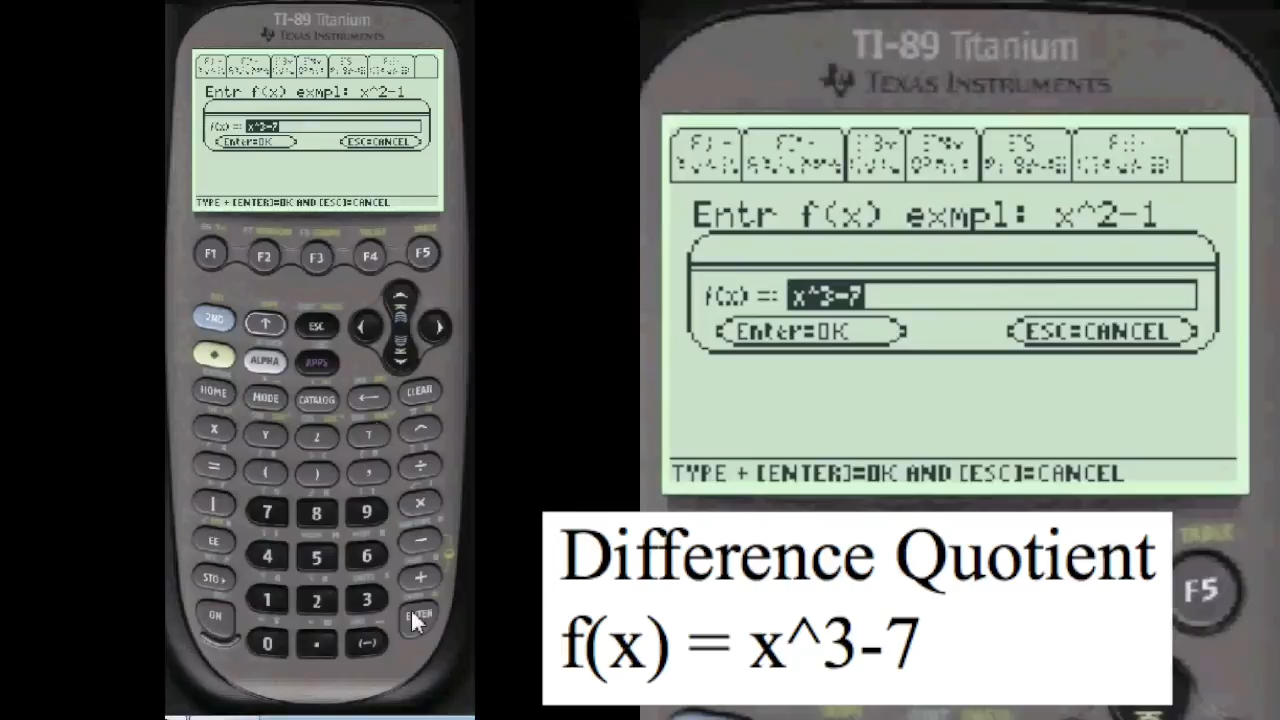 TI-89 Titanium
TEXAS INSTRUMENTS
Entr f(x) exmpl: x^2-1
f(x) = x^3-7
Enter=OK ESC=CANCEL
TYPE + [ENTER]=OK AND [ESC]=CANCEL
F1 F2 F3 F4 F5
2ND ↑ ESC
ALPHA APPS
HOME MODE CATALOG ← CLEAR
X Y Z T ^
= ( ) , ÷
| 7 8 9 ×
EE 4 5 6 −
STO▸ 1 2 3 +
ON 0 . (−) ENTER
TI-89 Titanium
TEXAS INSTRUMENTS
Entr f(x) exmpl: x^2-1
f(x) = x^3-7
Enter=OK ESC=CANCEL
TYPE + [ENTER]=OK AND [ESC]=CANCEL
TABLE
F5
Difference Quotient
f(x) = x^3-7